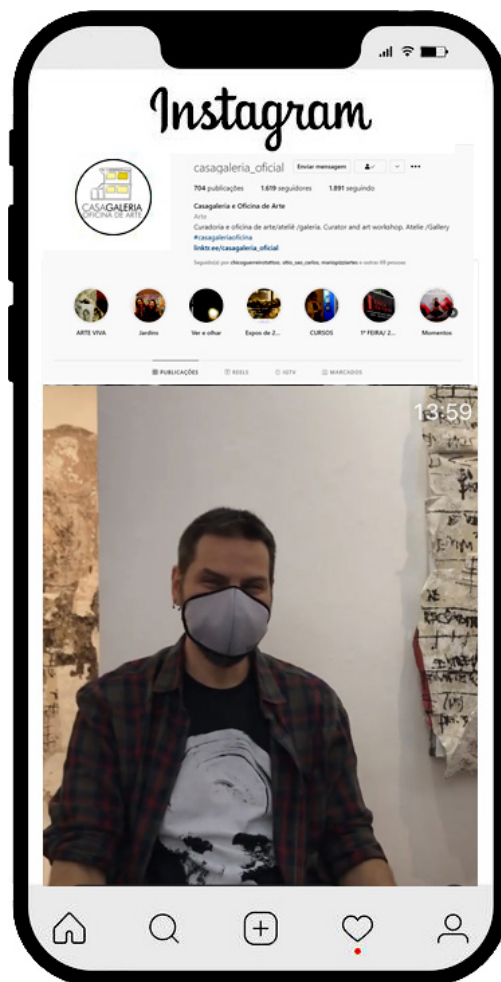 Instagram
CASAGALERIA
OFICINA DE ARTE
casagaleria_oficial Enviar mensagem
704 publicações 1.619 seguidores 1.891 seguindo
Casagaleria e Oficina de Arte
Arte
Curadoria e oficina de arte/ateliê /galeria. Curator and art workshop. Atelie /Gallery
#casagaleriaoficina
linktr.ee/casagaleria_oficial
ARTE VIVA Jardins Ver e olhar Expos de 2... CURSOS 1ª FEIRA/ 2... Momentos
PUBLICAÇÕES REELS IGTV MARCADOS
13:59